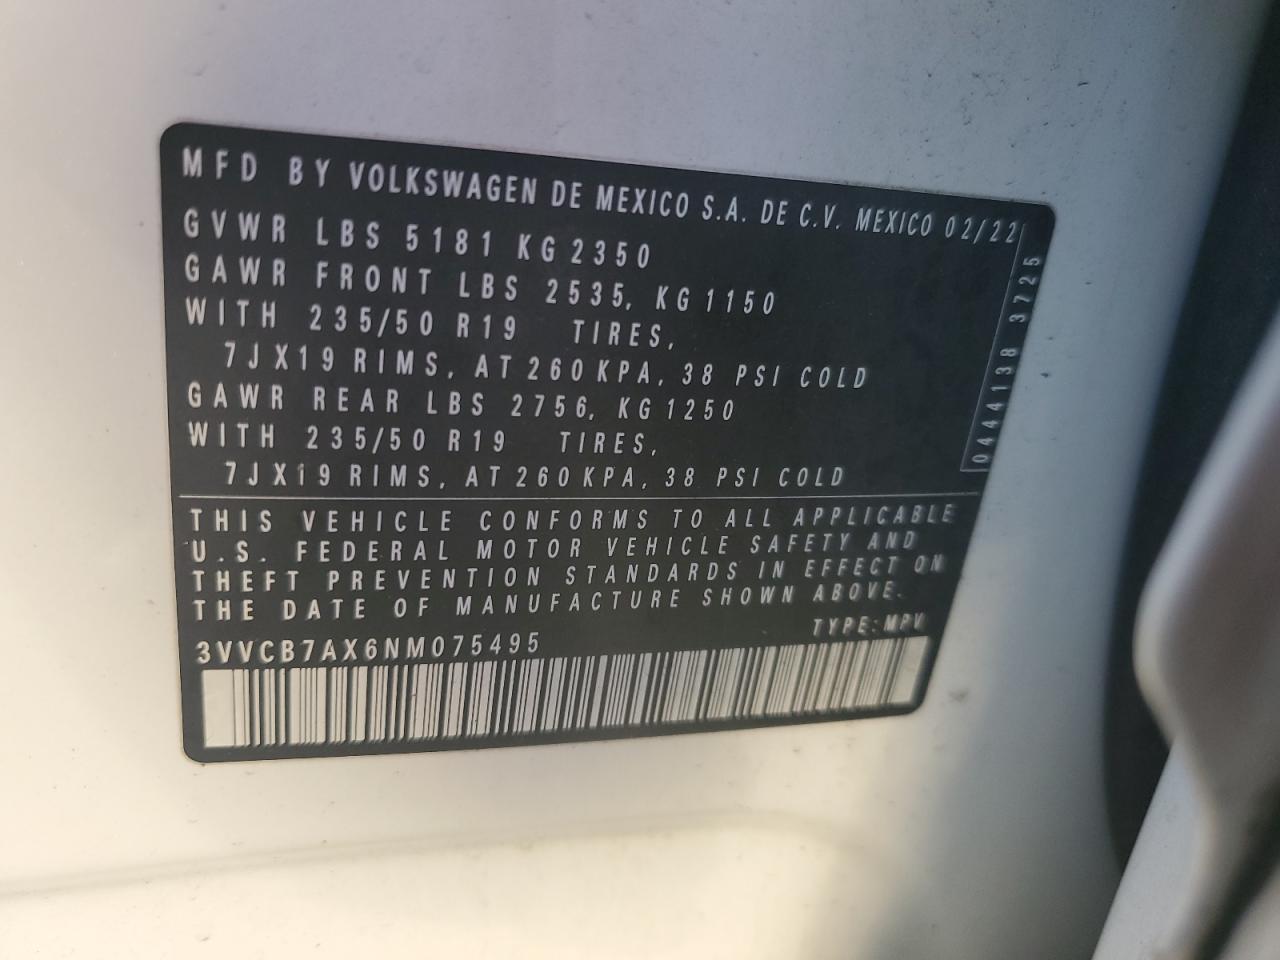 MFD BY VOLKSWAGEN DE MEXICO S.A. DE C.V. MEXICO 02/22
GVWR LBS 5181 KG 2350
GAWR FRONT LBS 2535, KG 1150
WITH 235/50 R19 TIRES,
7JX19 RIMS, AT 260 KPA, 38 PSI COLD
GAWR REAR LBS 2756, KG 1250
WITH 235/50 R19 TIRES,
7JX19 RIMS, AT 260 KPA, 38 PSI COLD
0444138 3725
THIS VEHICLE CONFORMS TO ALL APPLICABLE
U.S. FEDERAL MOTOR VEHICLE SAFETY AND
THEFT PREVENTION STANDARDS IN EFFECT ON
THE DATE OF MANUFACTURE SHOWN ABOVE.
3VVCB7AX6NM075495
TYPE: MPV